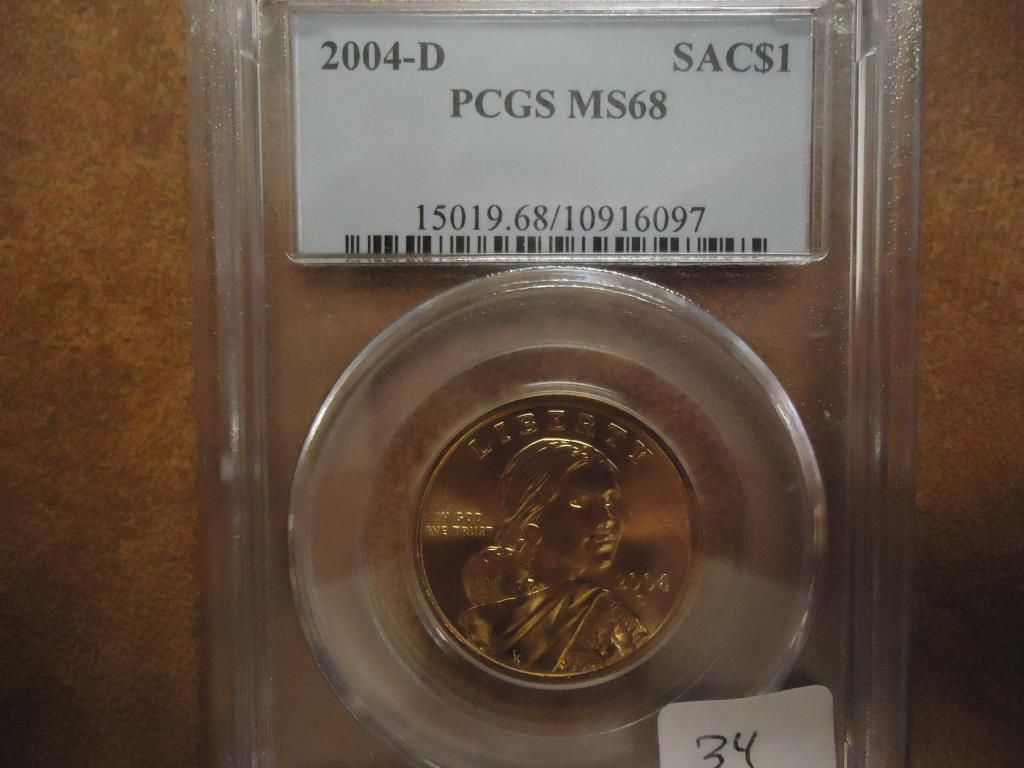 2004-D SAC$1
PCGS MS68
15019.68/10916097
LIBERTY
IN GOD
WE TRUST
2004
D
34